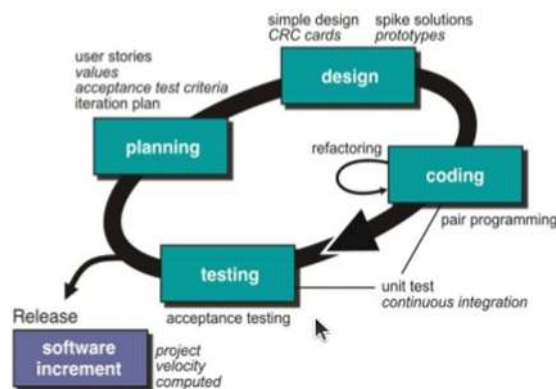 simple design
CRC cards
spike solutions
prototypes
design
user stories
values
acceptance test criteria
iteration plan
planning
refactoring
coding
pair programming
testing
unit test
continuous integration
acceptance testing
Release
software
increment
project
velocity
computed